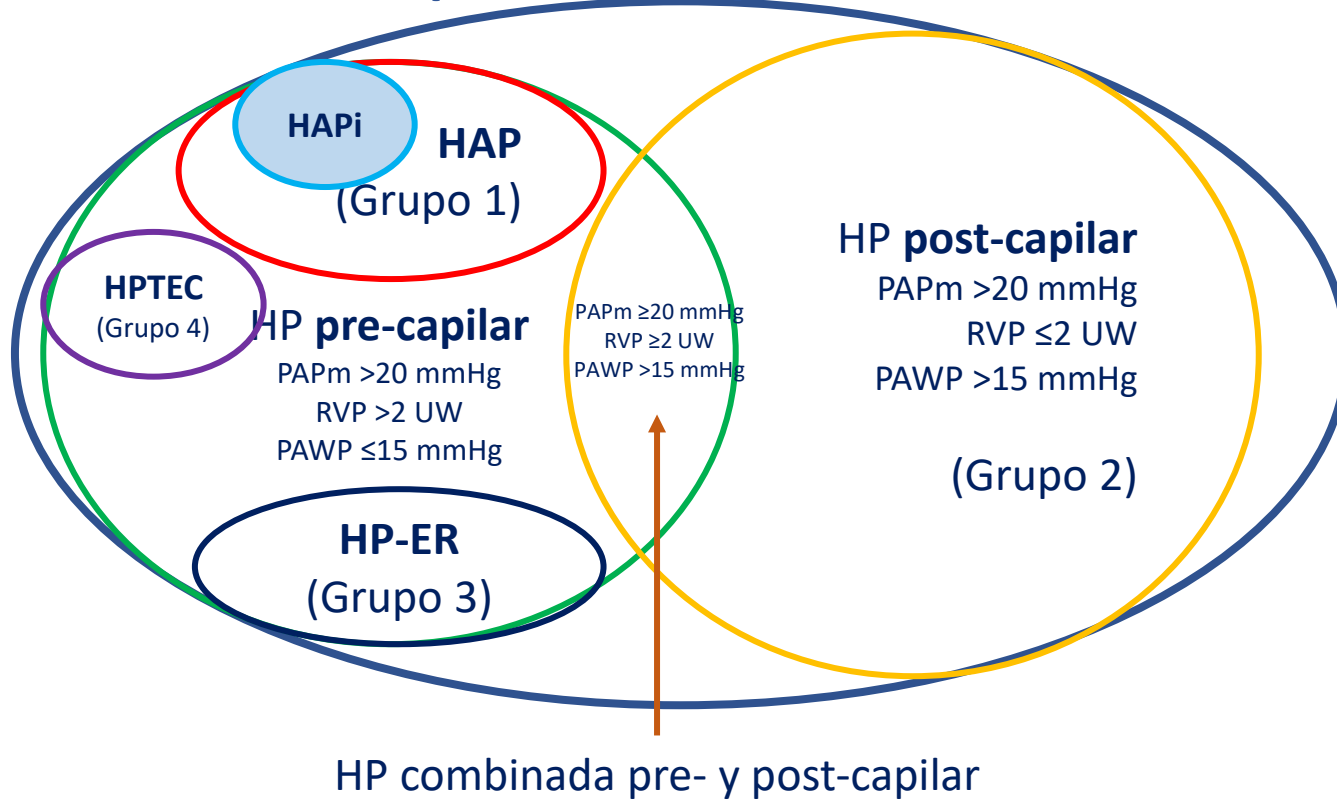 HAPi
HAP
(Grupo 1)
HPTEC
(Grupo 4)
HP pre-capilar
PAPm >20 mmHg
RVP >2 UW
PAWP ≤15 mmHg
HP-ER
(Grupo 3)
PAPm ≥20 mmHg
RVP ≥2 UW
PAWP >15 mmHg
HP post-capilar
PAPm >20 mmHg
RVP ≤2 UW
PAWP >15 mmHg
(Grupo 2)
HP combinada pre- y post-capilar